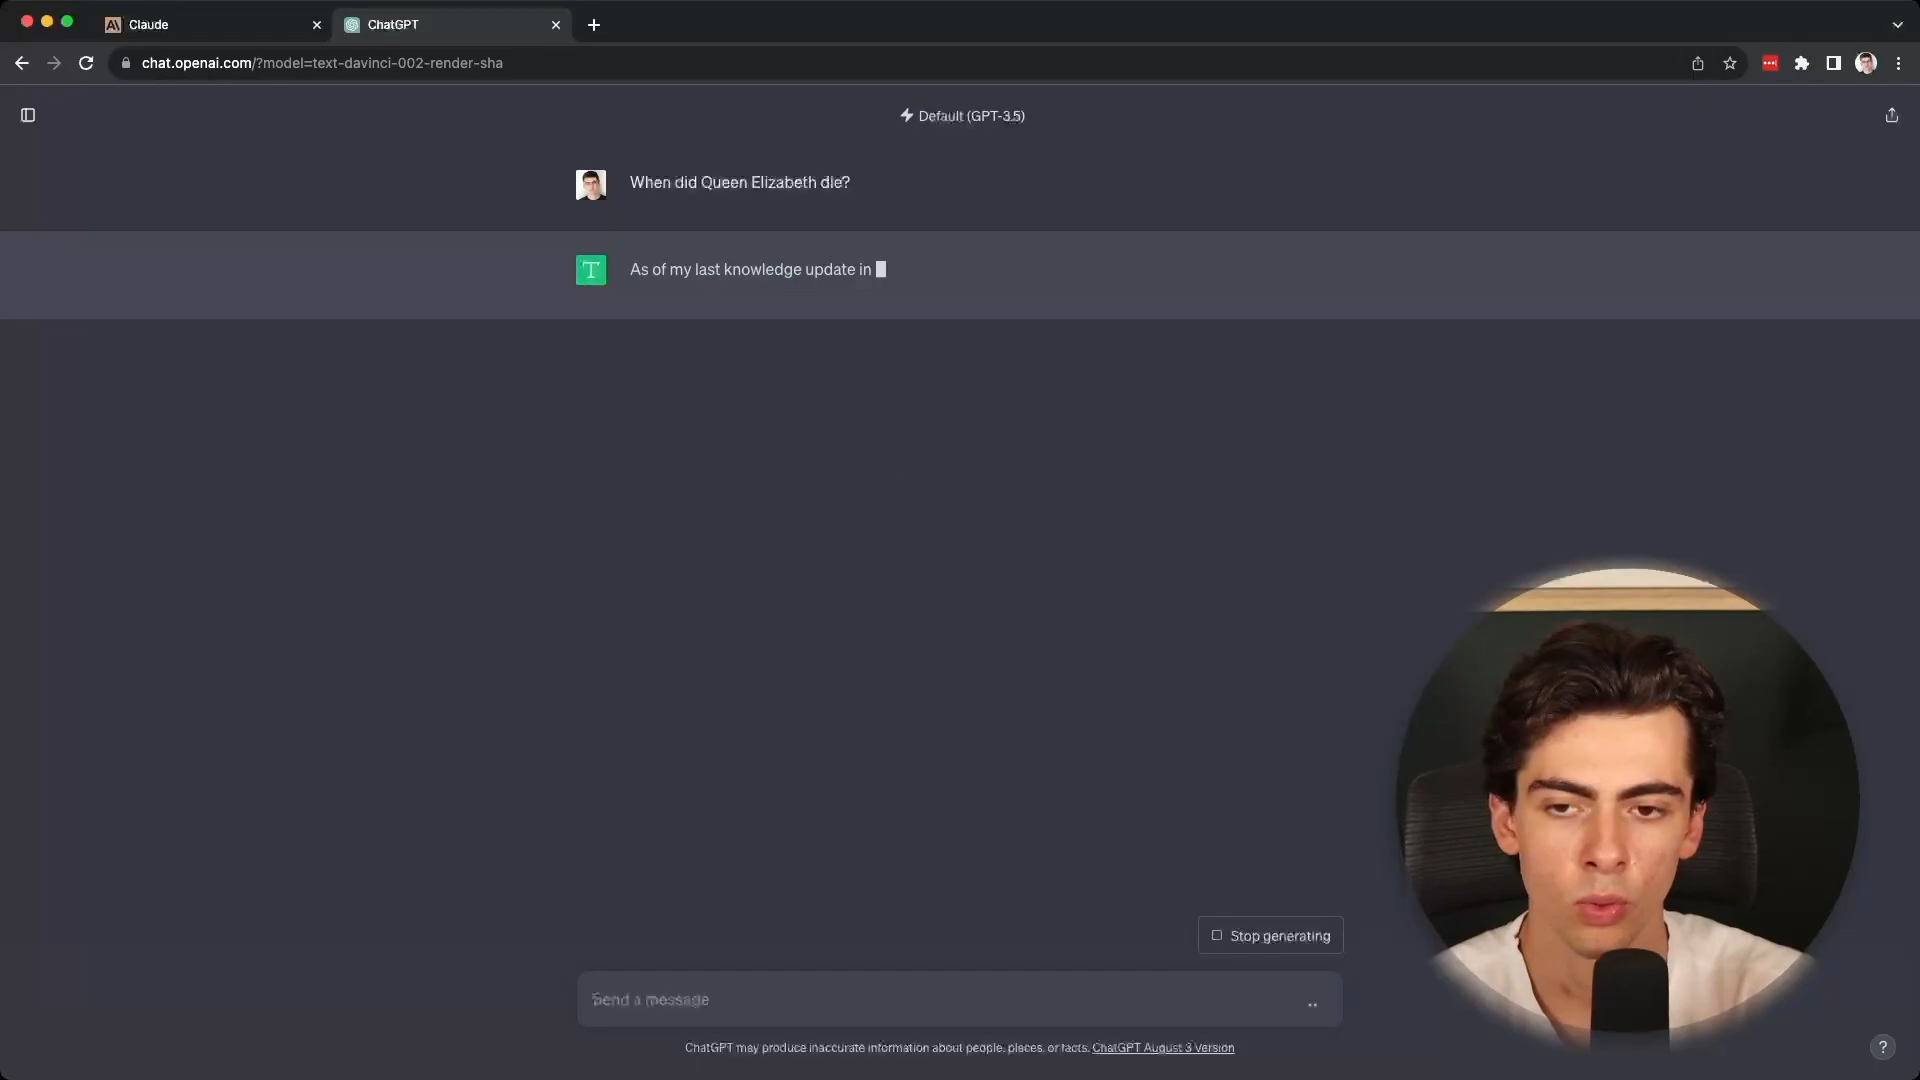 Claude
ChatGPT
chat.openai.com/?model=text-davinci-002-render-sha
Default (GPT-3.5)
When did Queen Elizabeth die?
T
As of my last knowledge update in
Stop generating
Send a message
ChatGPT may produce inaccurate information about people, places, or facts. ChatGPT August 3 Version
?